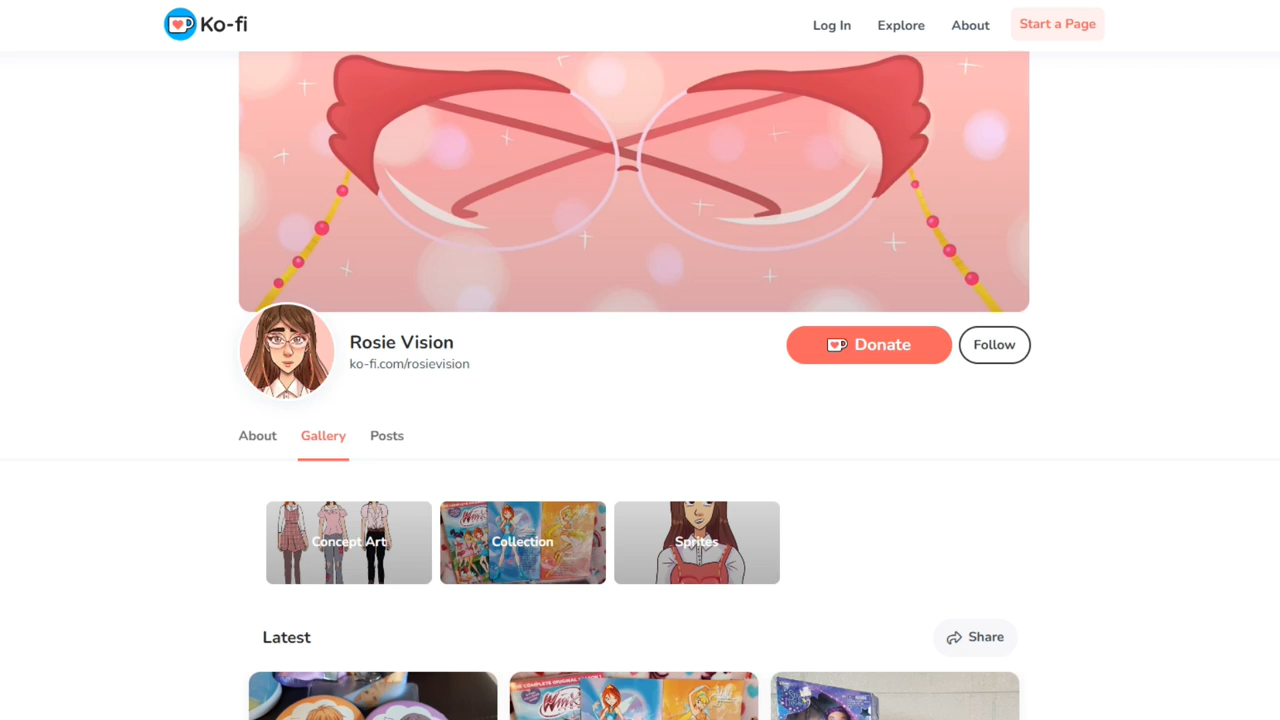 Ko-fi
Log In
Explore
About
Start a Page
Rosie Vision
ko-fi.com/rosievision
Donate
Follow
About
Gallery
Posts
Concept Art
Collection
Sprites
Latest
Share